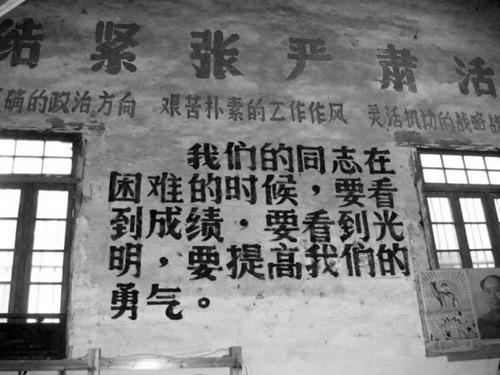 结 紧 张 严 肃 活
确的政治方向 艰苦朴素的工作作风 灵活机动的战略战
我们的同志在
困难的时候，要看
到成绩，要看到光
明，要提高我们的
勇气。